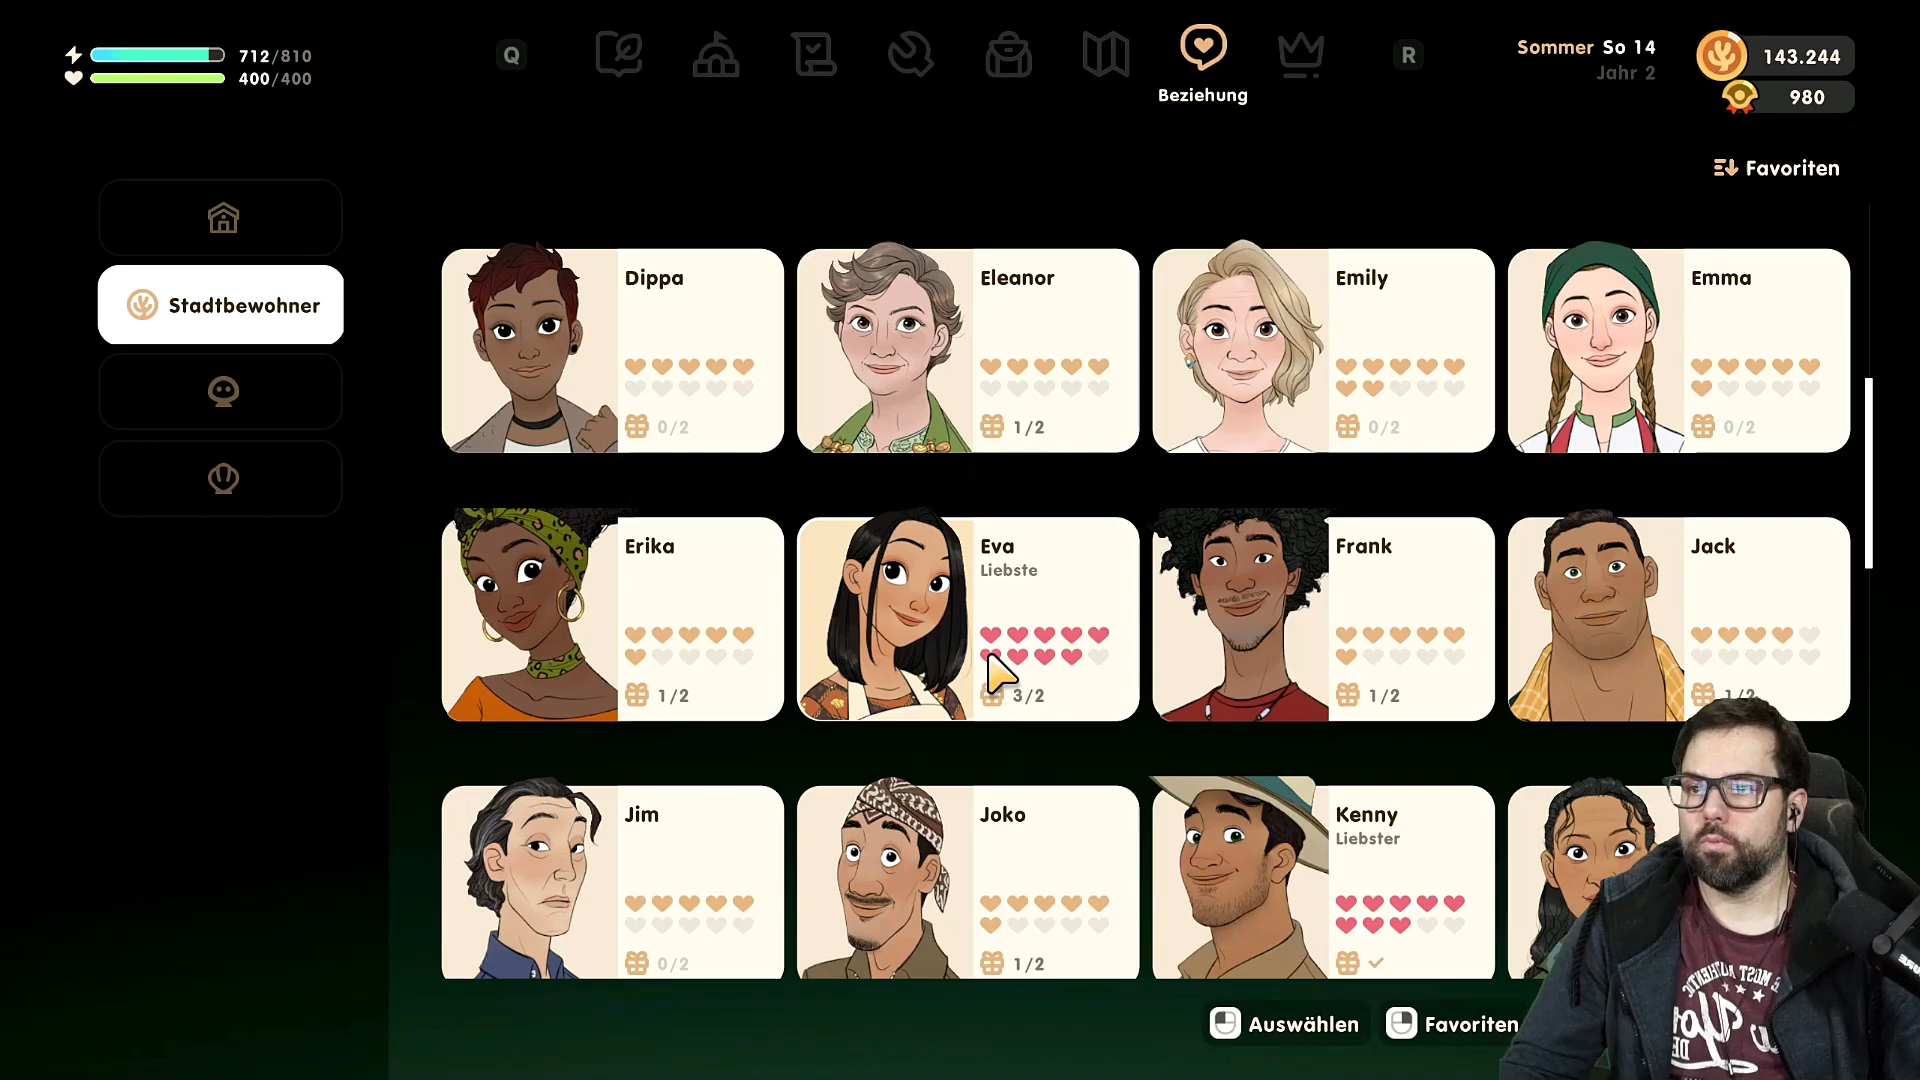 712/810
400/400
Q
R
Beziehung
Sommer So 14
Jahr 2
143.244
980
Favoriten
Stadtbewohner
Dippa
0/2
Eleanor
1/2
Emily
0/2
Emma
0/2
Erika
1/2
Eva
Liebste
3/2
Frank
1/2
Jack
1/2
Jim
0/2
Joko
1/2
Kenny
Liebster
Auswählen
Favoriten